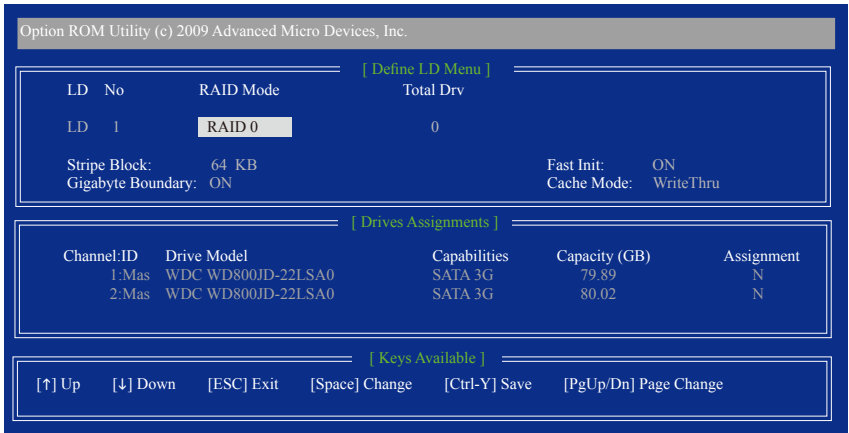 Option ROM Utility (c) 2009 Advanced Micro Devices, Inc.
[ Define LD Menu ]
LD No RAID Mode Total Drv
LD 1 RAID 0 0
Stripe Block: 64 KB Fast Init: ON
Gigabyte Boundary: ON Cache Mode: WriteThru
[ Drives Assignments ]
Channel:ID Drive Model Capabilities Capacity (GB) Assignment
1:Mas WDC WD800JD-22LSA0 SATA 3G 79.89 N
2:Mas WDC WD800JD-22LSA0 SATA 3G 80.02 N
[ Keys Available ]
[↑] Up [↓] Down [ESC] Exit [Space] Change [Ctrl-Y] Save [PgUp/Dn] Page Change